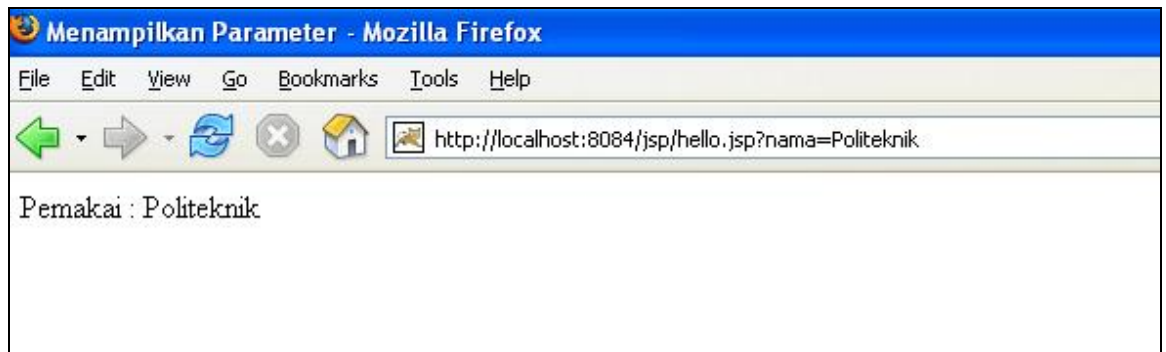 Menampilkan Parameter - Mozilla Firefox
File Edit View Go Bookmarks Tools Help
http://localhost:8084/jsp/hello.jsp?nama=Politeknik
Pemakai : Politeknik